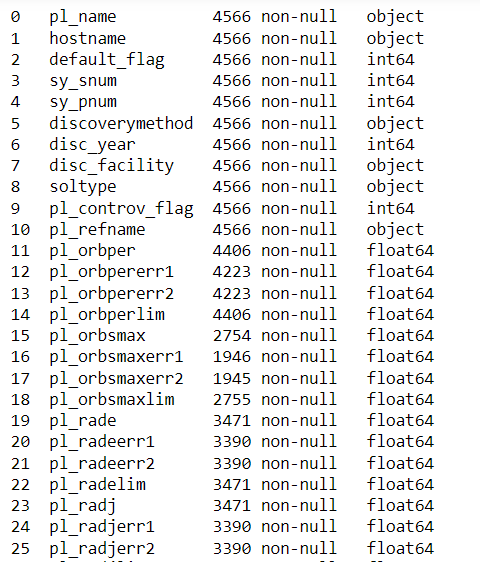 0 pl_name 4566 non-null object
1 hostname 4566 non-null object
2 default_flag 4566 non-null int64
3 sy_snum 4566 non-null int64
4 sy_pnum 4566 non-null int64
5 discoverymethod 4566 non-null object
6 disc_year 4566 non-null int64
7 disc_facility 4566 non-null object
8 soltype 4566 non-null object
9 pl_controv_flag 4566 non-null int64
10 pl_refname 4566 non-null object
11 pl_orbper 4406 non-null float64
12 pl_orbpererr1 4223 non-null float64
13 pl_orbpererr2 4223 non-null float64
14 pl_orbperlim 4406 non-null float64
15 pl_orbsmax 2754 non-null float64
16 pl_orbsmaxerr1 1946 non-null float64
17 pl_orbsmaxerr2 1945 non-null float64
18 pl_orbsmaxlim 2755 non-null float64
19 pl_rade 3471 non-null float64
20 pl_radeerr1 3390 non-null float64
21 pl_radeerr2 3390 non-null float64
22 pl_radelim 3471 non-null float64
23 pl_radj 3471 non-null float64
24 pl_radjerr1 3390 non-null float64
25 pl_radjerr2 3390 non-null float64